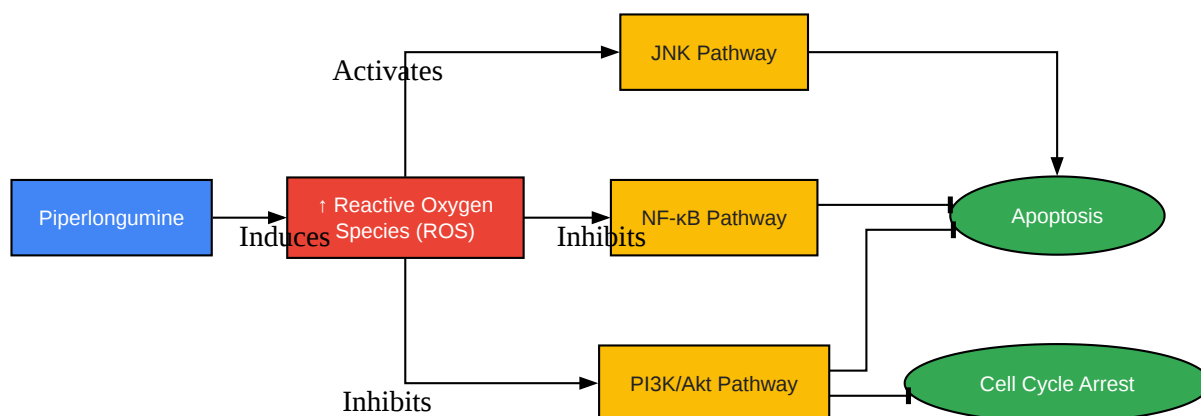 JNK Pathway
Activates
Piperlongumine
Induces
↑ Reactive Oxygen
Species (ROS)
Inhibits
NF-κB Pathway
Apoptosis
Inhibits
PI3K/Akt Pathway
Cell Cycle Arrest